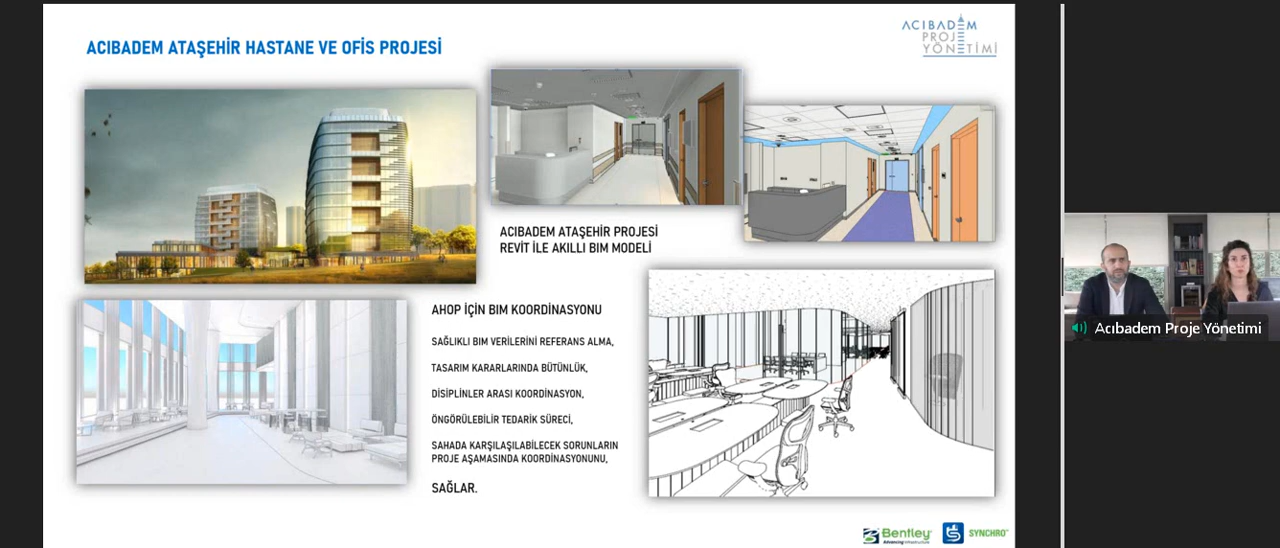 ACIBADEM ATAŞEHİR HASTANE VE OFİS PROJESİ
ACIBADEM
PROJE
YÖNETİMİ
ACIBADEM ATAŞEHİR PROJESİ
REVİT İLE AKILLI BIM MODELİ
AHOP İÇİN BIM KOORDİNASYONU
SAĞLIKLI BIM VERİLERİNİ REFERANS ALMA,
TASARIM KARARLARINDA BÜTÜNLÜK,
DİSİPLİNLER ARASI KOORDİNASYON,
ÖNGÖRÜLEBİLİR TEDARİK SÜRECİ,
SAHADA KARŞILAŞILABİLECEK SORUNLARIN
PROJE AŞAMASINDA KOORDİNASYONUNU,
SAĞLAR.
Bentley
Advancing Infrastructure
SYNCHRO
Acıbadem Proje Yönetimi